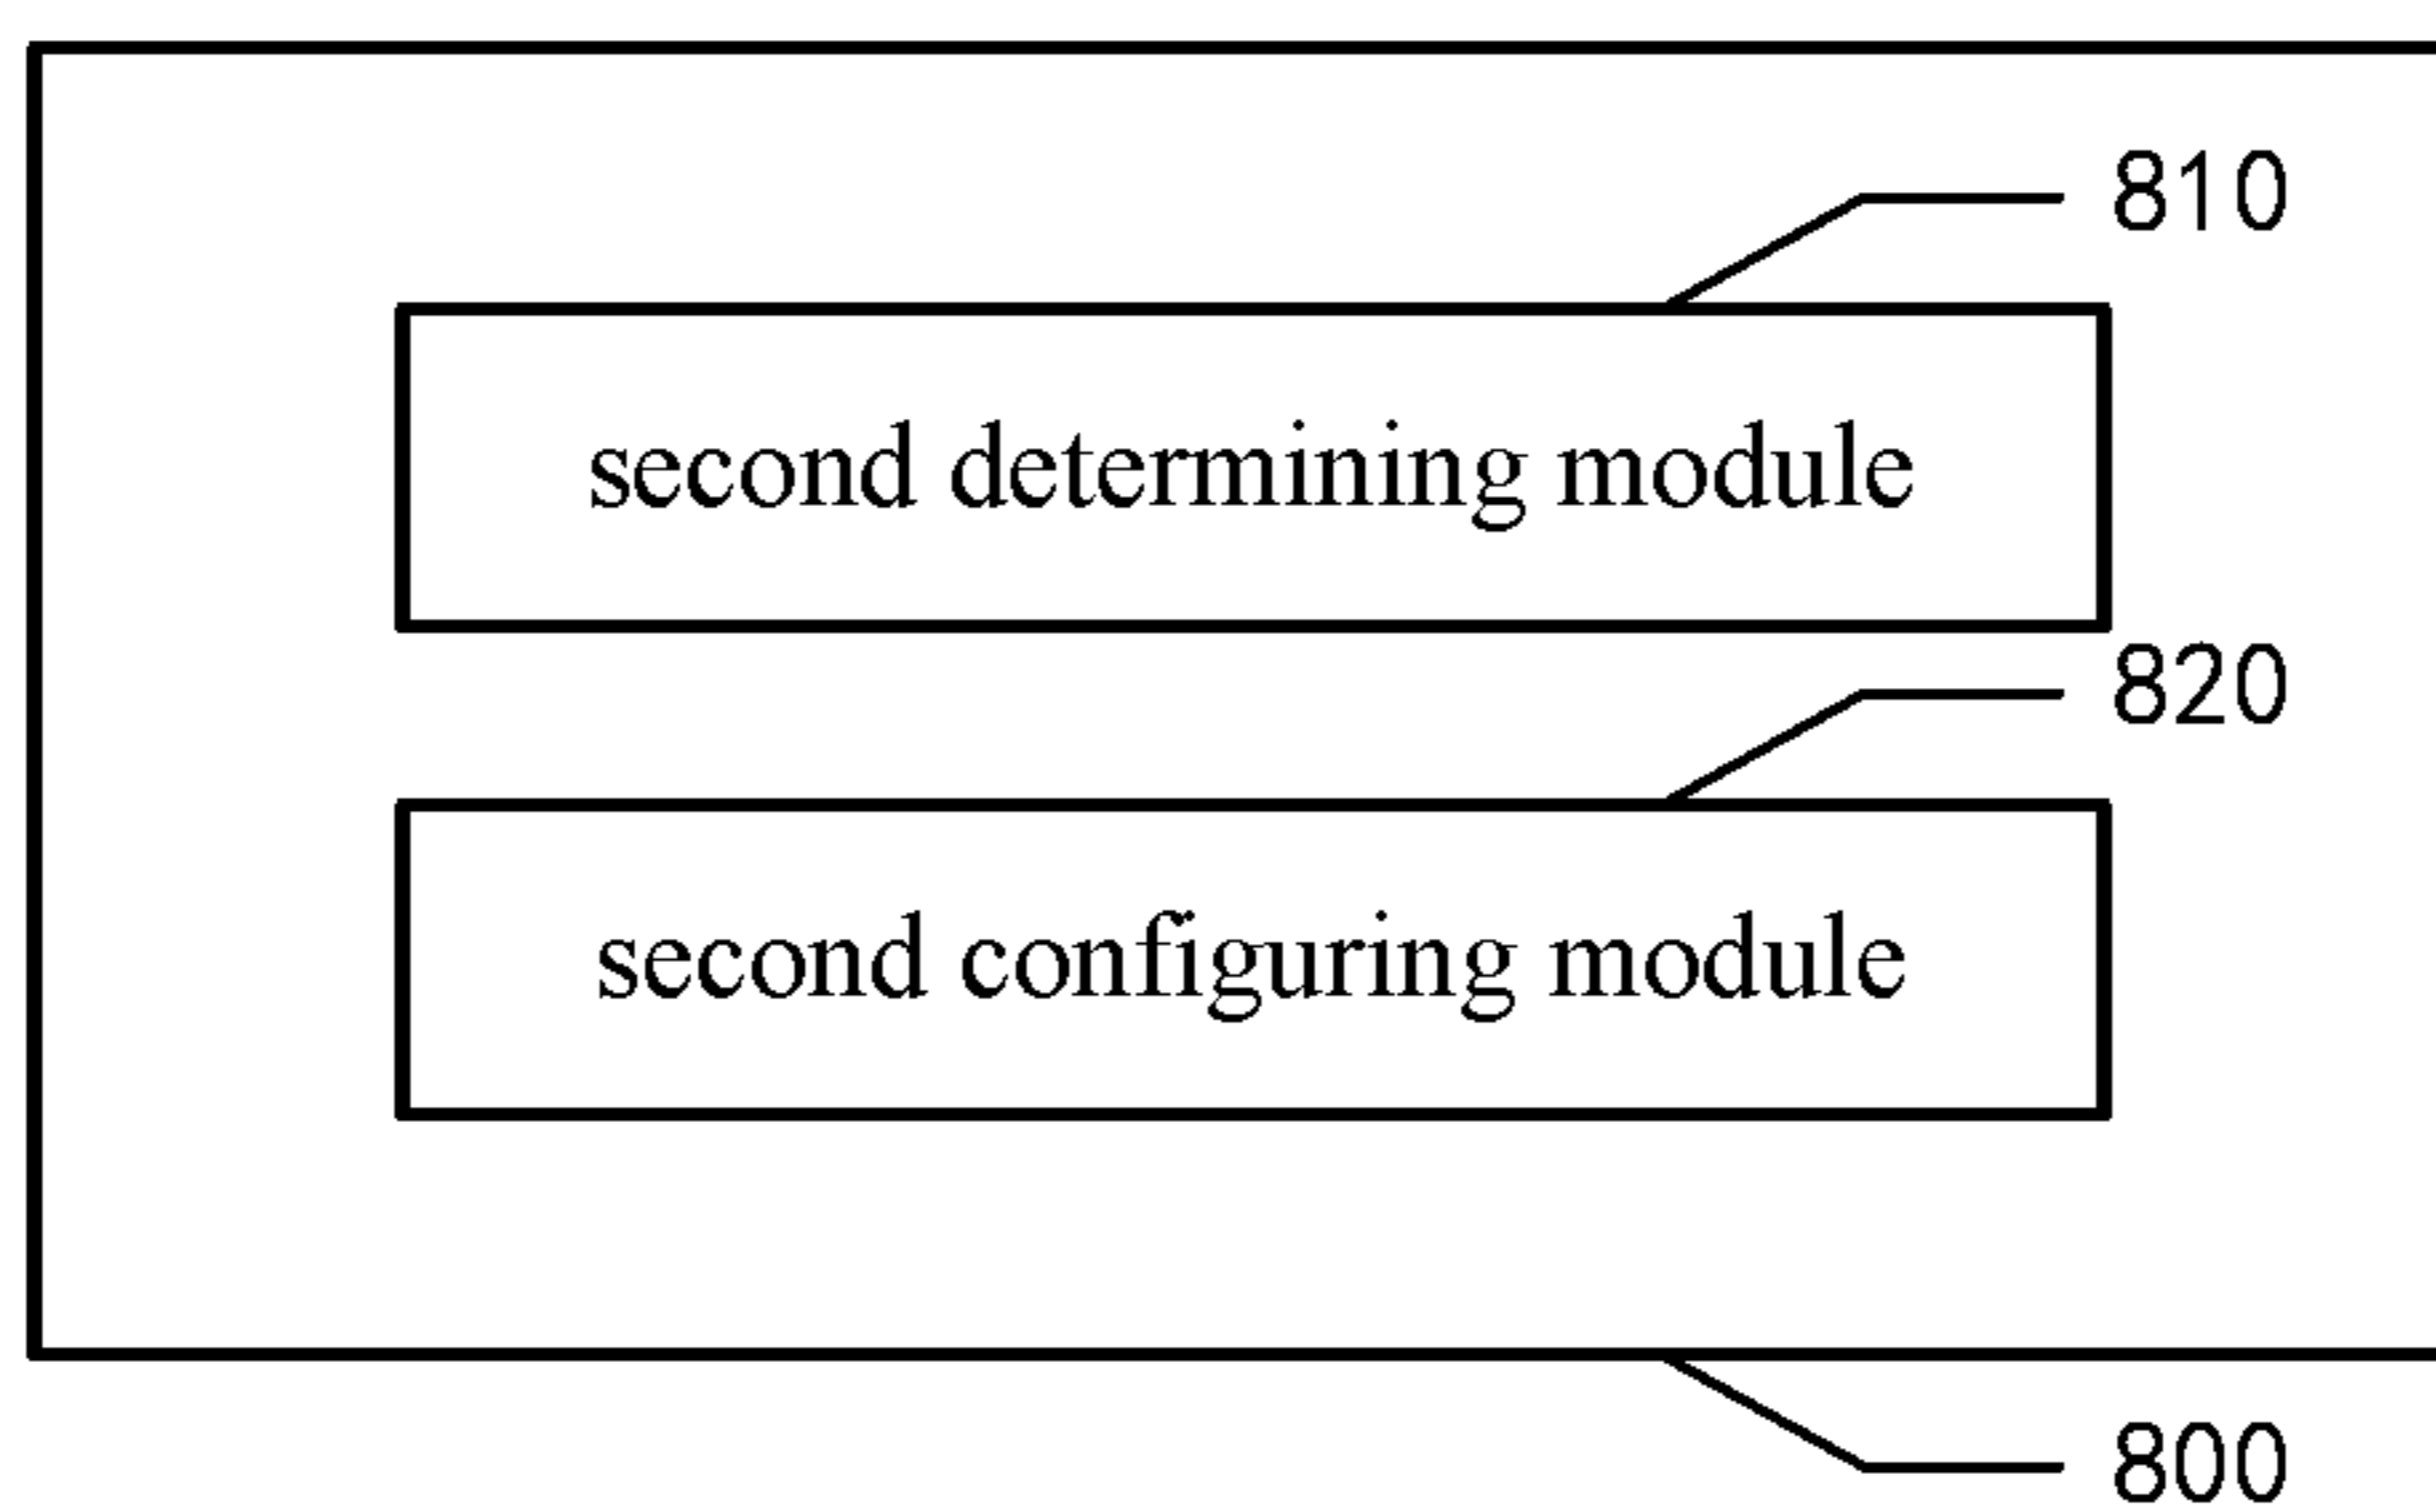 810
second determining module
820
second configuring module
800